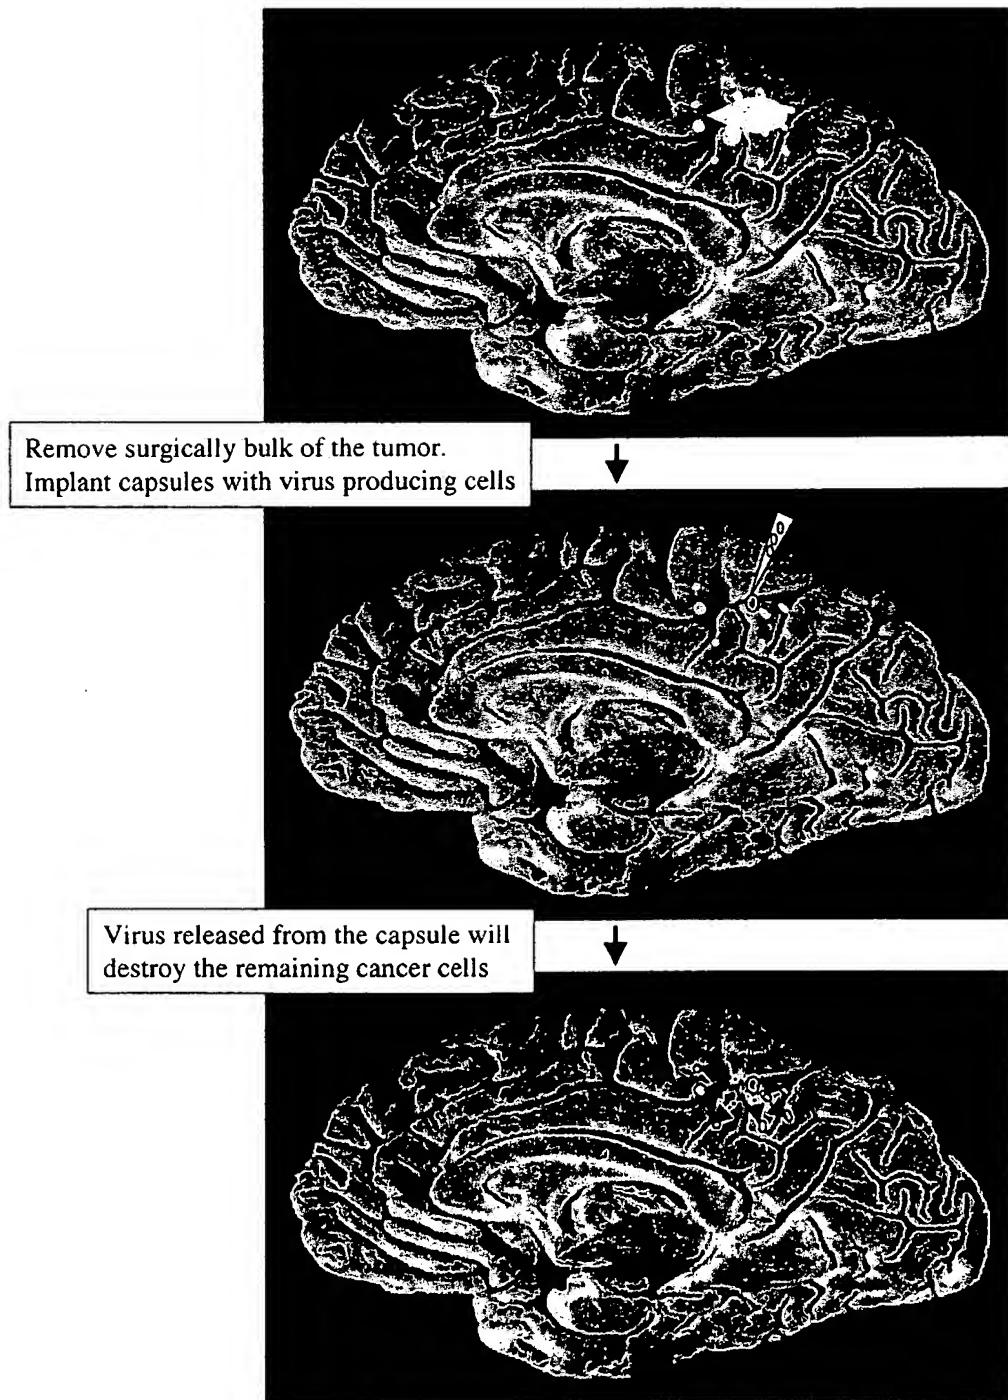 Remove surgically bulk of the tumor.
Implant capsules with virus producing cells
Virus released from the capsule will
destroy the remaining cancer cells